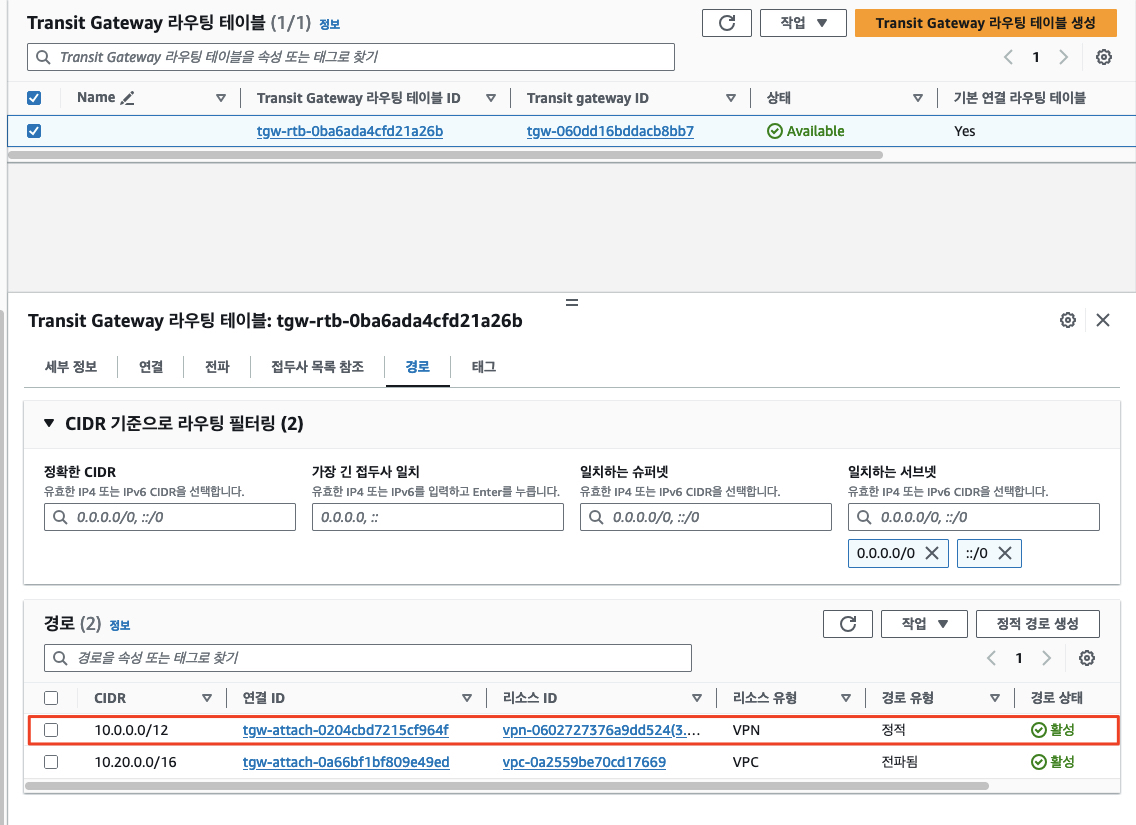 Transit Gateway 라우팅 테이블 (1/1) 정보
작업
Transit Gateway 라우팅 테이블 생성
Transit Gateway 라우팅 테이블을 속성 또는 태그로 찾기
1
Name Transit Gateway 라우팅 테이블 ID Transit gateway ID 상태 기본 연결 라우팅 테이블
tgw-rtb-0ba6ada4cfd21a26b tgw-060dd16bddacb8bb7 Available Yes
Transit Gateway 라우팅 테이블: tgw-rtb-0ba6ada4cfd21a26b
세부 정보 연결 전파 접두사 목록 참조 경로 태그
CIDR 기준으로 라우팅 필터링 (2)
정확한 CIDR
유효한 IP4 또는 IPv6 CIDR을 선택합니다.
0.0.0.0/0, ::/0
가장 긴 접두사 일치
유효한 IP4 또는 IPv6를 입력하고 Enter를 누릅니다.
0.0.0.0, ::
일치하는 슈퍼넷
유효한 IP4 또는 IPv6 CIDR을 선택합니다.
0.0.0.0/0, ::/0
일치하는 서브넷
유효한 IP4 또는 IPv6 CIDR을 선택합니다.
0.0.0.0/0, ::/0
0.0.0.0/0 ::/0
경로 (2) 정보
작업
정적 경로 생성
경로을 속성 또는 태그로 찾기
1
CIDR 연결 ID 리소스 ID 리소스 유형 경로 유형 경로 상태
10.0.0.0/12 tgw-attach-0204cbd7215cf964f vpn-0602727376a9dd524(3.... VPN 정적 활성
10.20.0.0/16 tgw-attach-0a66bf1bf809e49ed vpc-0a2559be70cd17669 VPC 전파됨 활성